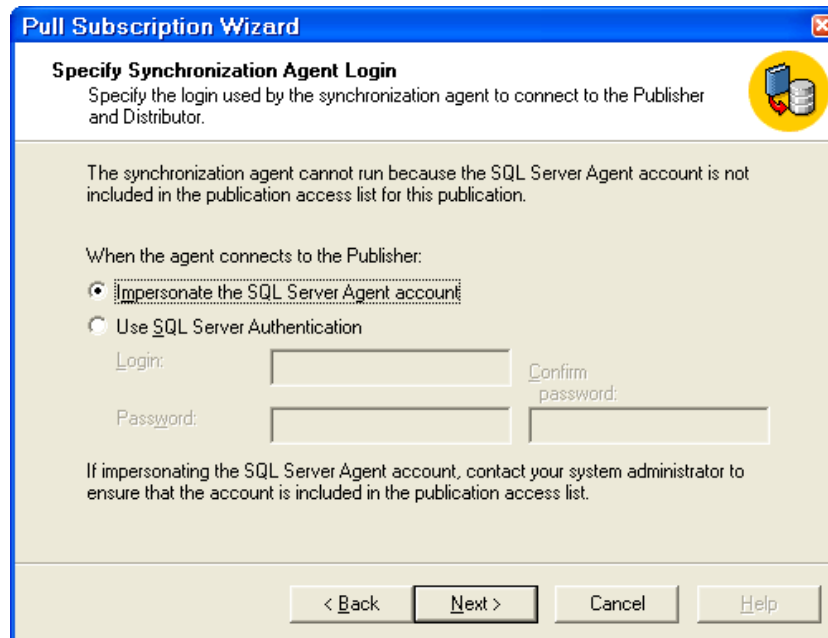 Pull Subscription Wizard
Specify Synchronization Agent Login
Specify the login used by the synchronization agent to connect to the Publisher
and Distributor.
The synchronization agent cannot run because the SQL Server Agent account is not
included in the publication access list for this publication.
When the agent connects to the Publisher:
Impersonate the SQL Server Agent account
Use SQL Server Authentication
Login:
Confirm
password:
Password:
If impersonating the SQL Server Agent account, contact your system administrator to
ensure that the account is included in the publication access list.
< Back Next > Cancel Help